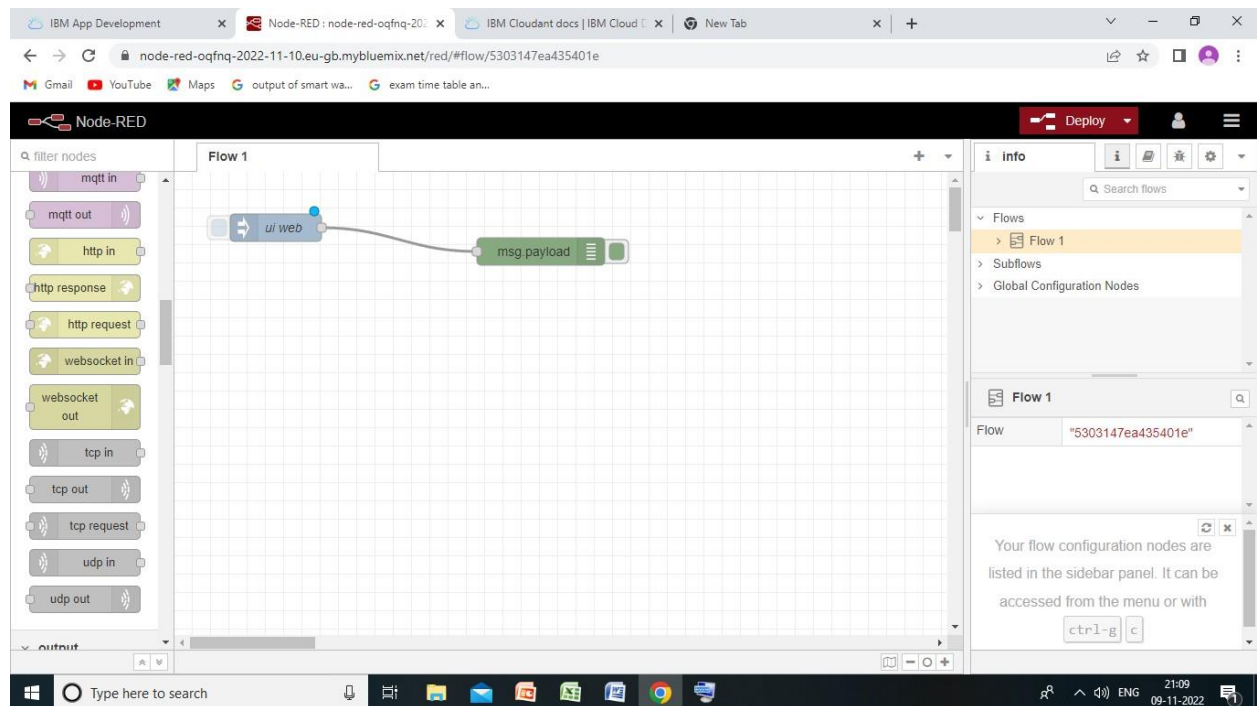 IBM App Development
Node-RED : node-red-oqfnq-202
IBM Cloudant docs | IBM Cloud D
New Tab
node-red-oqfnq-2022-11-10.eu-gb.mybluemix.net/red/#flow/5303147ea435401e
Gmail YouTube Maps output of smart wa... exam time table an...
Node-RED
Deploy
filter nodes
Flow 1
i info
i
Search flows
mqtt in
mqtt out
http in
http response
http request
websocket in
websocket
out
tcp in
tcp out
tcp request
udp in
udp out
output
ui web
msg.payload
Flows
Flow 1
Subflows
Global Configuration Nodes
Flow 1
Flow "5303147ea435401e"
Your flow configuration nodes are
listed in the sidebar panel. It can be
accessed from the menu or with
ctrl-g c
Type here to search
ENG
21:09
09-11-2022
1